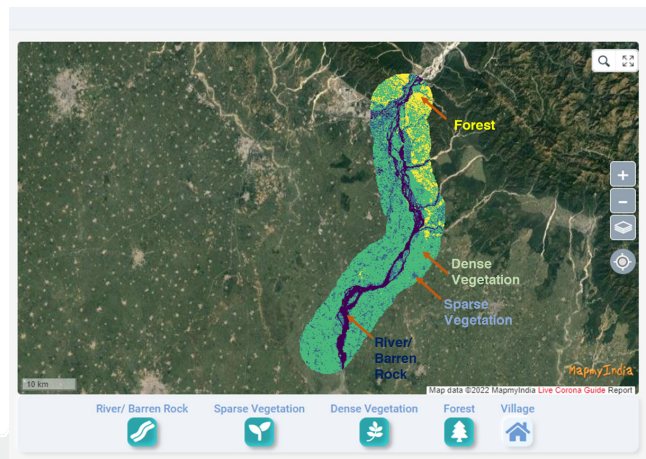 Forest
Dense
Vegetation
Sparse
Vegetation
River/
Barren
Rock
+
−
10 km
MapmyIndia
Map data ©2022 MapmyIndia Live Corona Guide Report
River/ Barren Rock Sparse Vegetation Dense Vegetation Forest Village